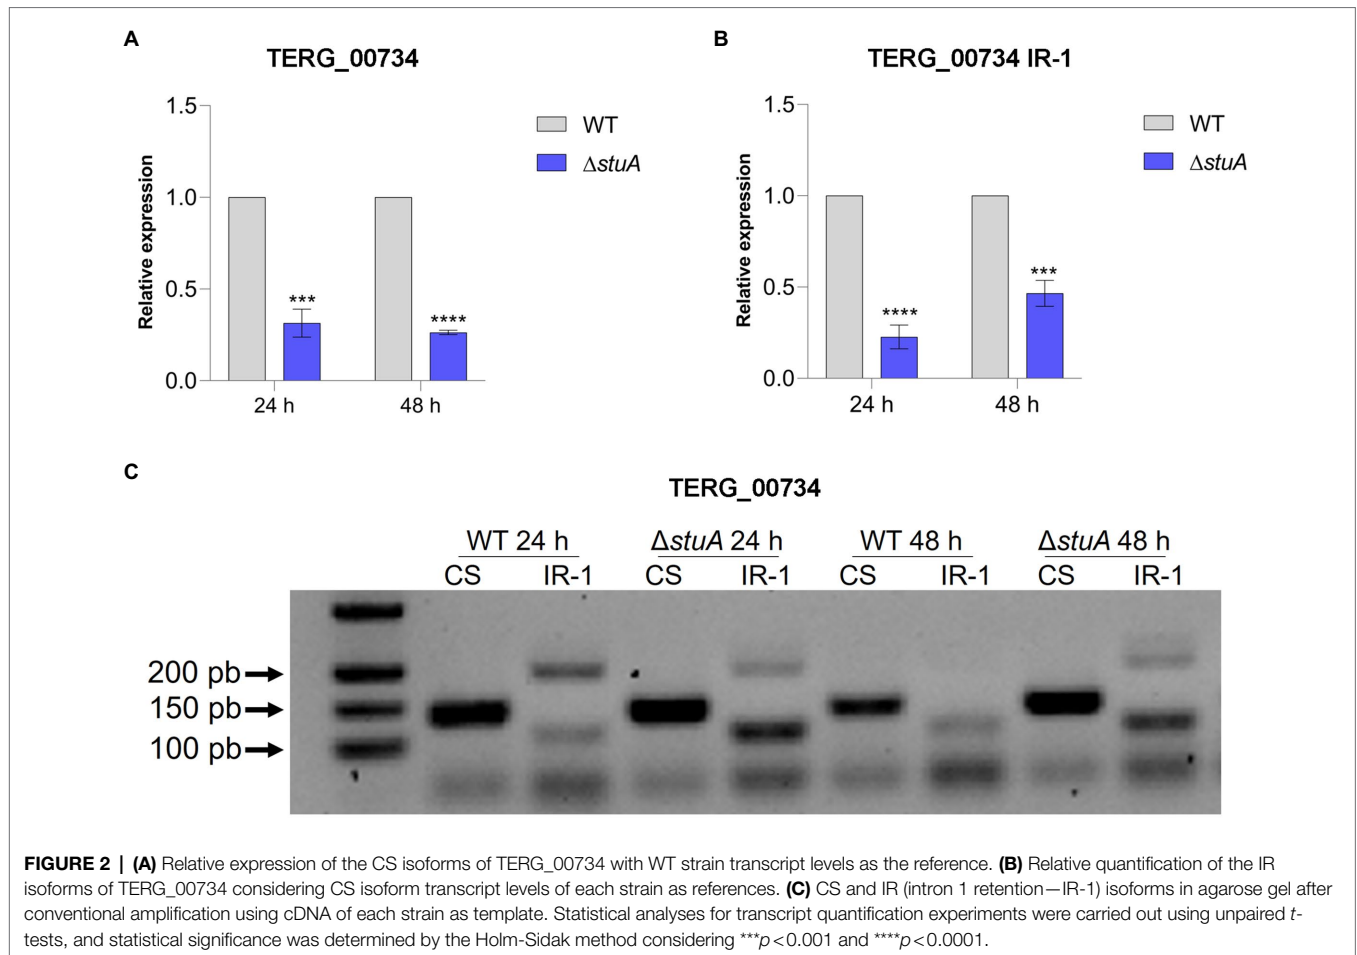 A
TERG_00734
1.5
1.0
0.5
0.0
Relative expression
***
****
24 h
48 h
WT
ΔstuA
B
TERG_00734 IR-1
1.5
1.0
0.5
0.0
Relative expression
****
***
24 h
48 h
WT
ΔstuA
C
TERG_00734
WT 24 h ΔstuA 24 h WT 48 h ΔstuA 48 h
CS IR-1 CS IR-1 CS IR-1 CS IR-1
200 pb
150 pb
100 pb
FIGURE 2 | (A) Relative expression of the CS isoforms of TERG_00734 with WT strain transcript levels as the reference. (B) Relative quantification of the IR
isoforms of TERG_00734 considering CS isoform transcript levels of each strain as references. (C) CS and IR (intron 1 retention—IR-1) isoforms in agarose gel after
conventional amplification using cDNA of each strain as template. Statistical analyses for transcript quantification experiments were carried out using unpaired t-
tests, and statistical significance was determined by the Holm-Sidak method considering ***p<0.001 and ****p<0.0001.